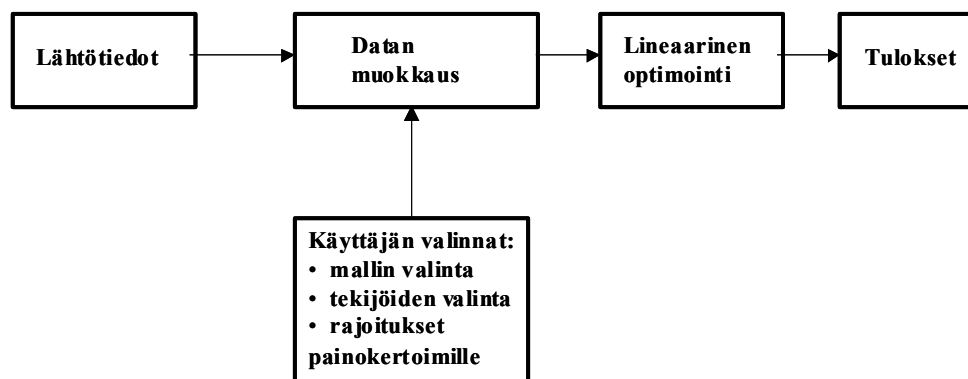 Lähtötiedot
Datan
muokkaus
Lineaarinen
optimointi
Tulokset
Käyttäjän valinnat:
• mallin valinta
• tekijöiden valinta
• rajoitukset
painokertoimille